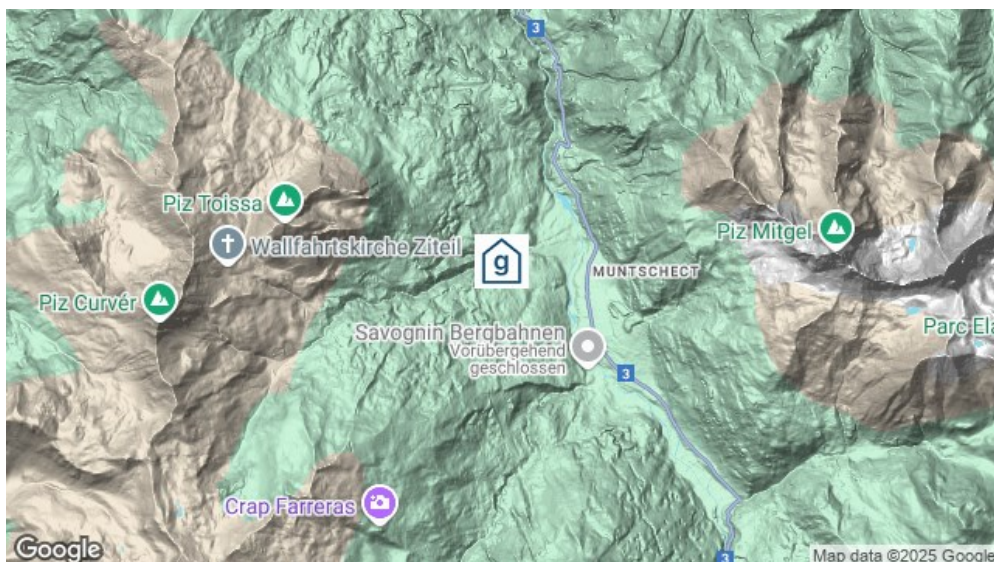 3
Piz Toissa
Wallfahrtskirche Ziteil
Piz Mitgel
g
MUNTSCHECT
Piz Curvér
Parc Ela
Savognin Bergbahnen
Vorübergehend
geschlossen
3
Crap Farreras
3
Google
Map data ©2025 Google